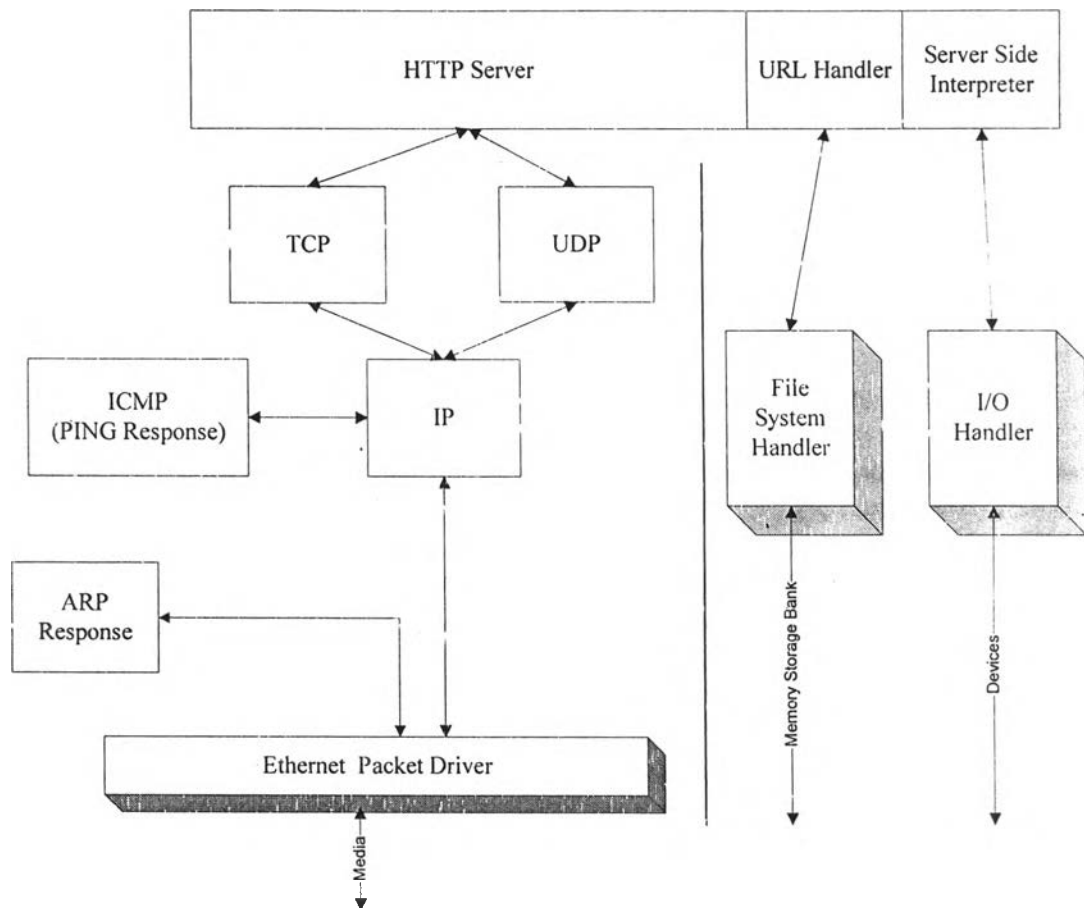 HTTP Server
URL Handler
Server Side
Interpreter
TCP
UDP
ICMP
(PING Response)
IP
File
System
Handler
I/O
Handler
ARP
Response
Memory Storage Bank
Devices
Ethernet Packet Driver
Media